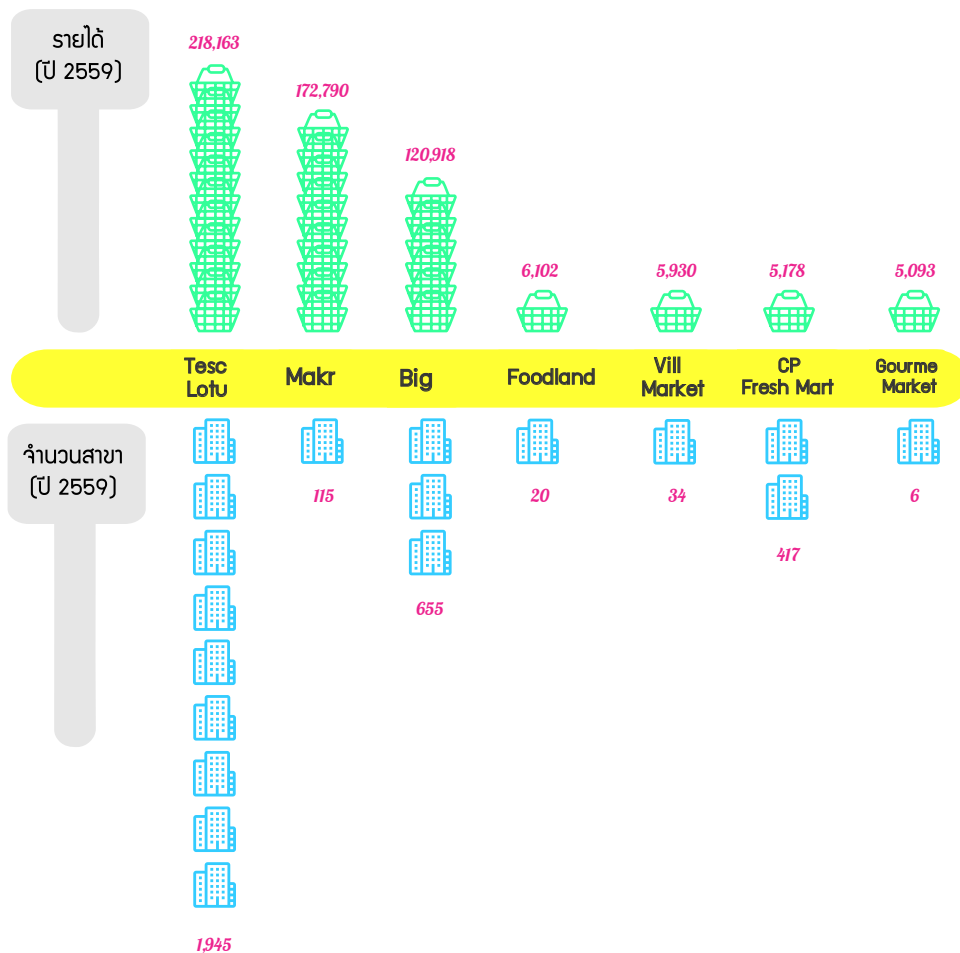 รายได้
(ปี 2559)
218,163
172,790
120,918
6,102
5,930
5,178
5,093
Tesc
Lotu
Makr
Big
Foodland
Vill
Market
CP
Fresh Mart
Gourme
Market
จำนวนสาขา
(ปี 2559)
115
20
34
6
417
655
1,945